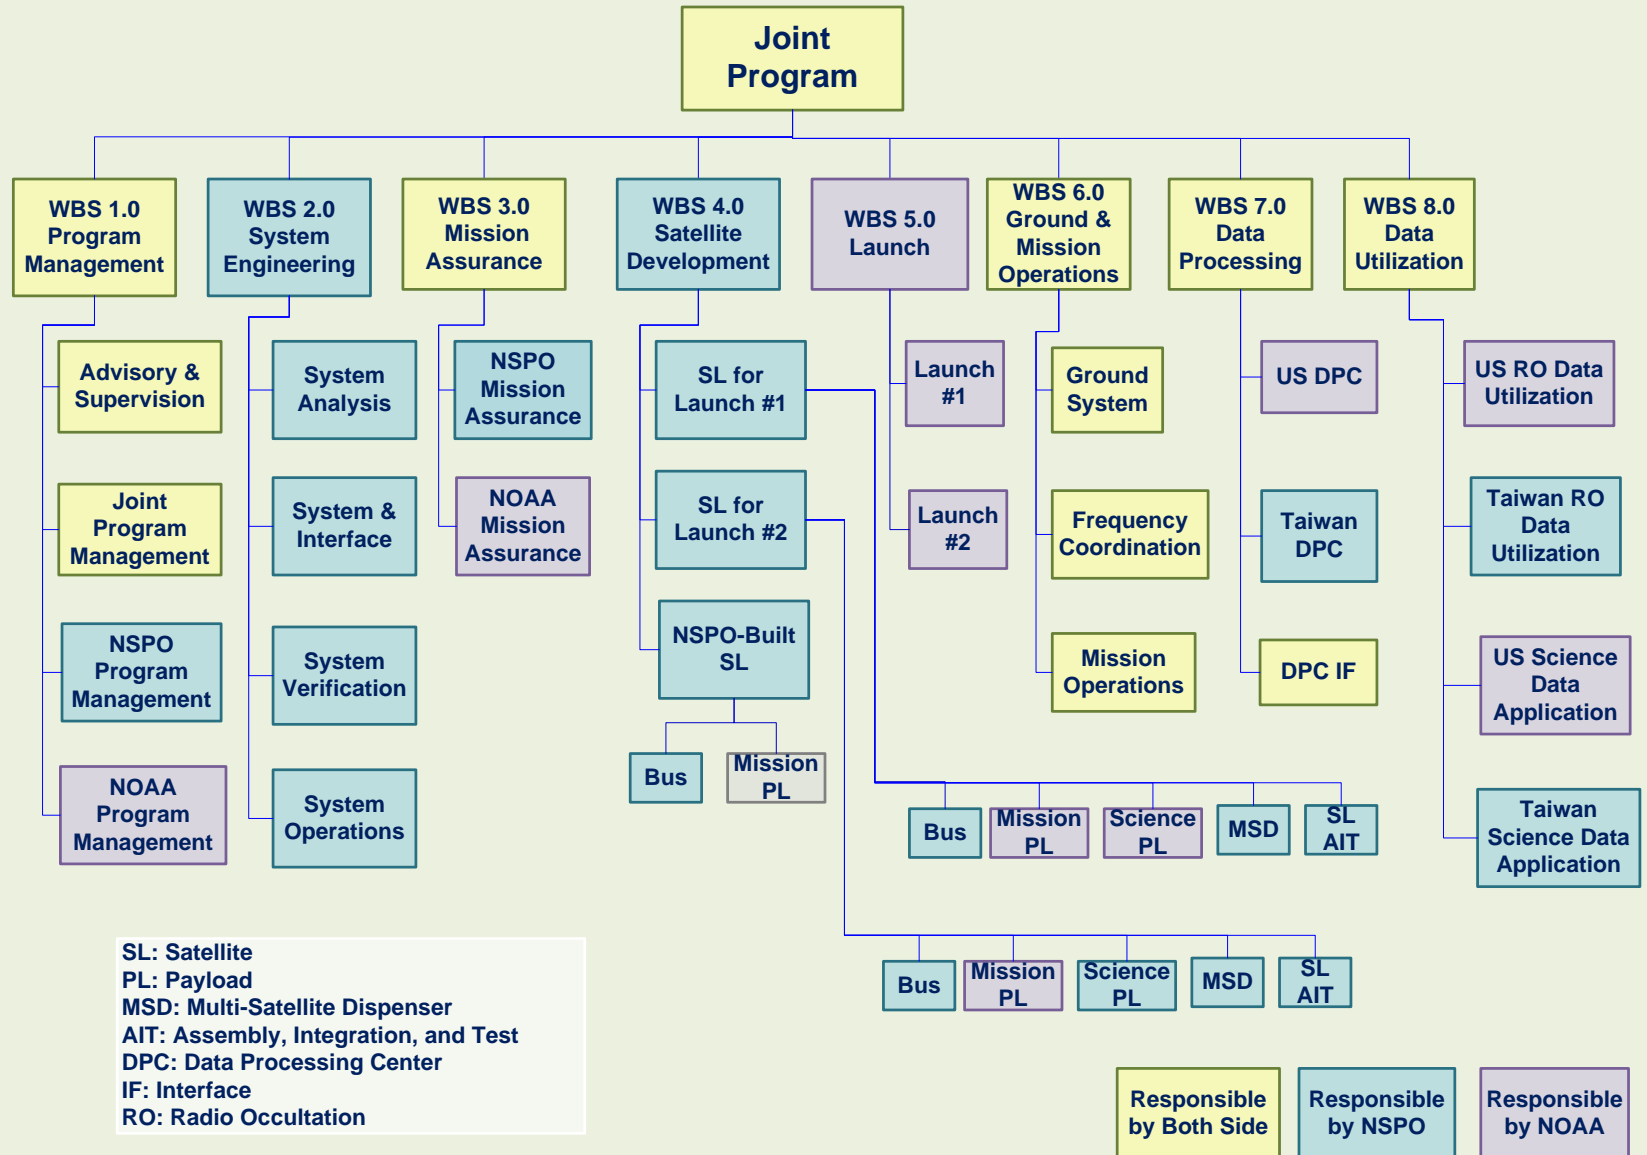 Joint
Program
WBS 1.0
Program
Management
WBS 2.0
System
Engineering
WBS 3.0
Mission
Assurance
WBS 4.0
Satellite
Development
WBS 5.0
Launch
WBS 6.0
Ground &
Mission
Operations
WBS 7.0
Data
Processing
WBS 8.0
Data
Utilization
Advisory &
Supervision
Joint
Program
Management
NSPO
Program
Management
NOAA
Program
Management
System
Analysis
System &
Interface
System
Verification
System
Operations
NSPO
Mission
Assurance
NOAA
Mission
Assurance
SL for
Launch #1
SL for
Launch #2
NSPO-Built
SL
Bus
Mission
PL
Launch
#1
Launch
#2
Ground
System
Frequency
Coordination
Mission
Operations
US DPC
Taiwan
DPC
DPC IF
US RO Data
Utilization
Taiwan RO
Data
Utilization
US Science
Data
Application
Taiwan
Science Data
Application
Bus
Mission
PL
Science
PL
MSD
SL
AIT
Bus
Mission
PL
Science
PL
MSD
SL
AIT
SL: Satellite
PL: Payload
MSD: Multi-Satellite Dispenser
AIT: Assembly, Integration, and Test
DPC: Data Processing Center
IF: Interface
RO: Radio Occultation
Responsible
by Both Side
Responsible
by NSPO
Responsible
by NOAA